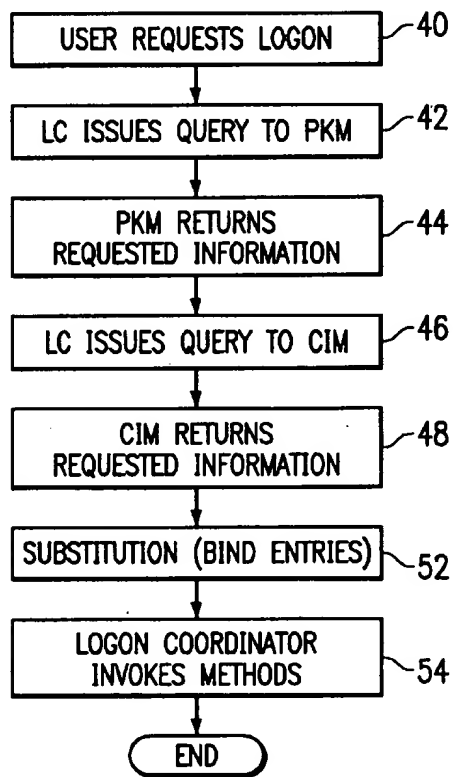 USER REQUESTS LOGON
40
LC ISSUES QUERY TO PKM
42
PKM RETURNS
REQUESTED INFORMATION
44
LC ISSUES QUERY TO CIM
46
CIM RETURNS
REQUESTED INFORMATION
48
SUBSTITUTION (BIND ENTRIES)
52
LOGON COORDINATOR
INVOKES METHODS
54
END